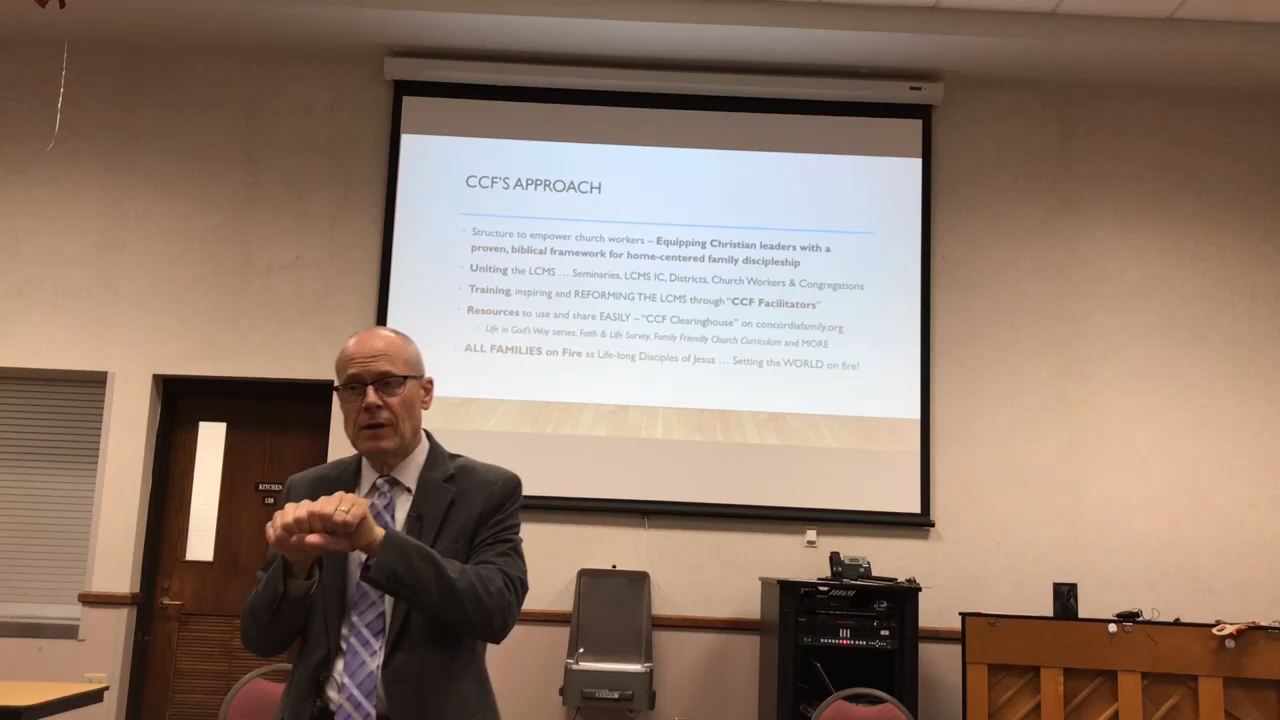 CCF'S APPROACH
Structure to empower church workers – Equipping Christian leaders with a
proven, biblical framework for home-centered family discipleship
Uniting the LCMS … Seminaries, LCMS IC, Districts, Church Workers & Congregations
Training, inspiring and REFORMING THE LCMS through "CCF Facilitators"
Resources to use and share EASILY – "CCF Clearinghouse" on concordiafamily.org
Life in God's Way series, Faith & Life Survey, Family Friendly Church Curriculum and MORE
ALL FAMILIES on Fire as Life-long Disciples of Jesus … Setting the WORLD on fire!
KITCHEN